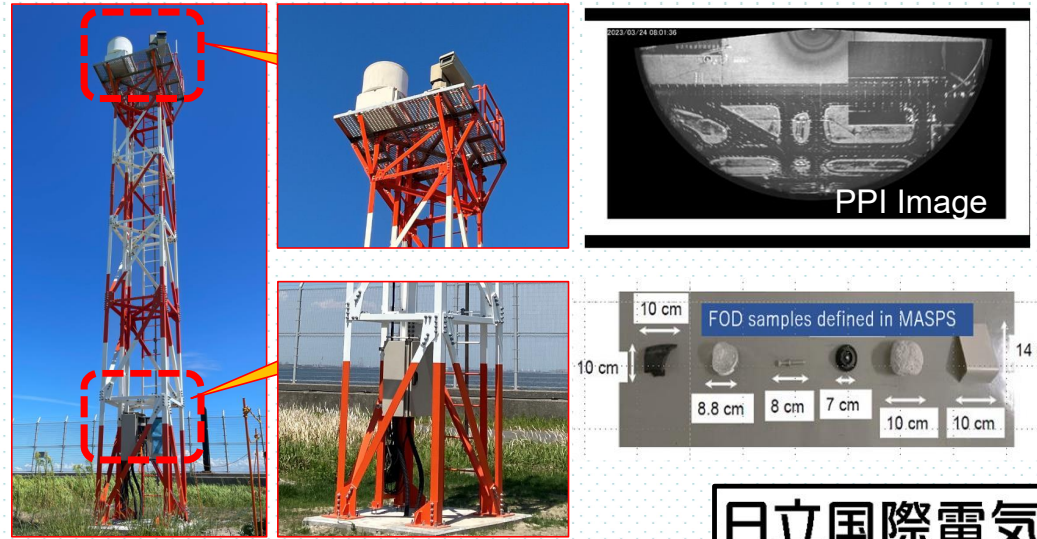 2023/03/24 08:01:36
PPI Image
10 cm
FOD samples defined in MASPS
10 cm
14
8.8 cm
8 cm
7 cm
10 cm
10 cm
日立国際電気